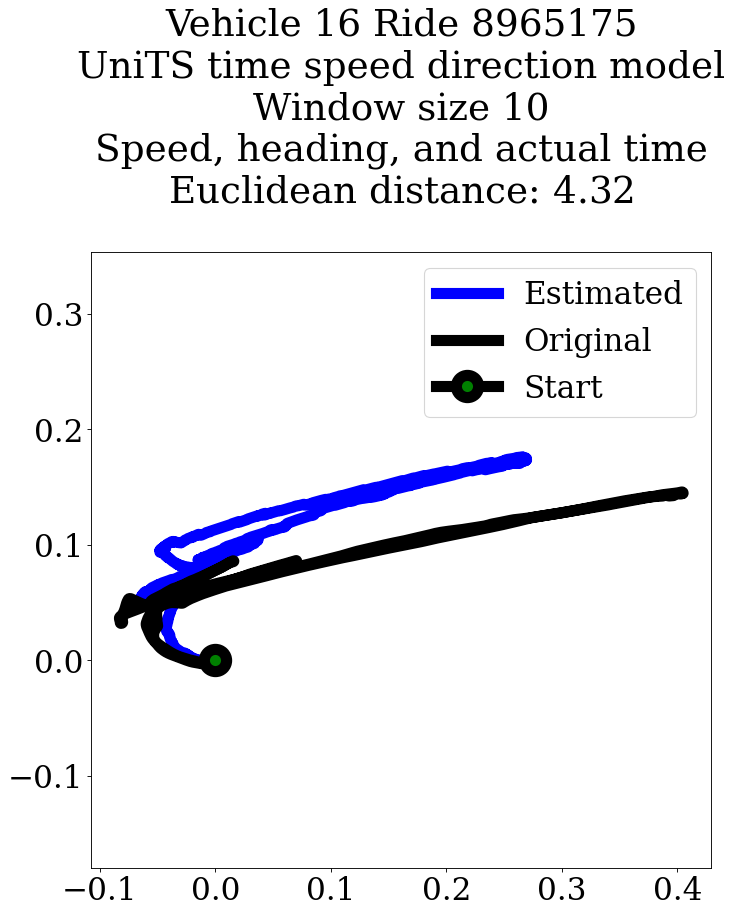 Vehicle 16 Ride 8965175
UniTS time speed direction model
Window size 10
Speed, heading, and actual time
Euclidean distance: 4.32
Estimated
Original
Start
0.3
0.2
0.1
0.0
−0.1
−0.1 0.0 0.1 0.2 0.3 0.4